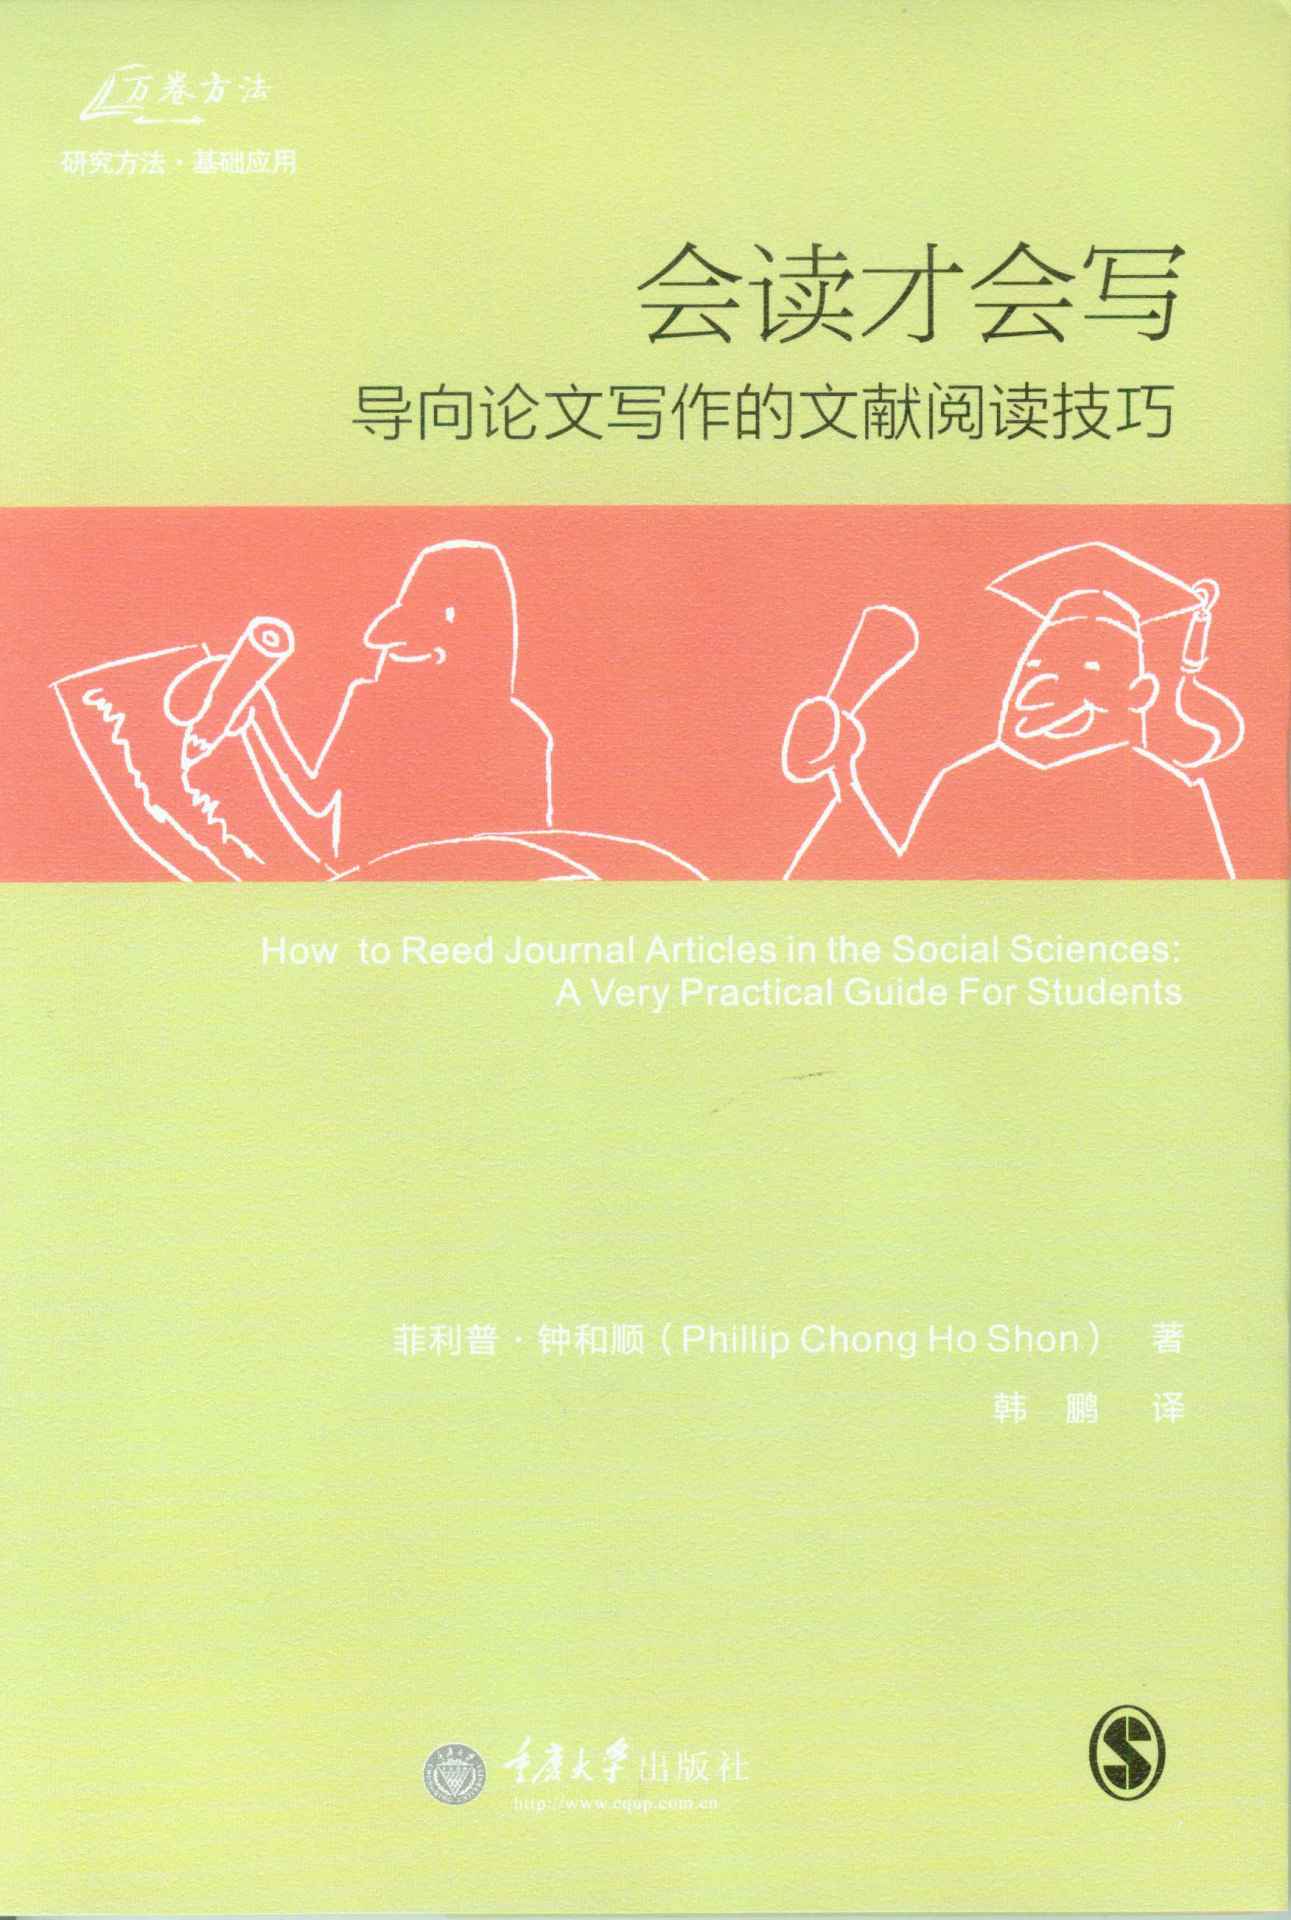 万卷方法
研究方法·基础应用
会读才会写
导向论文写作的文献阅读技巧
How to Reed Journal Articles in the Social Sciences:
A Very Practical Guide For Students
菲利普·钟和顺（Phillip Chong Ho Shon） 著
韩 鹏 译
重庆大学出版社
http://www.cqup.com.cn